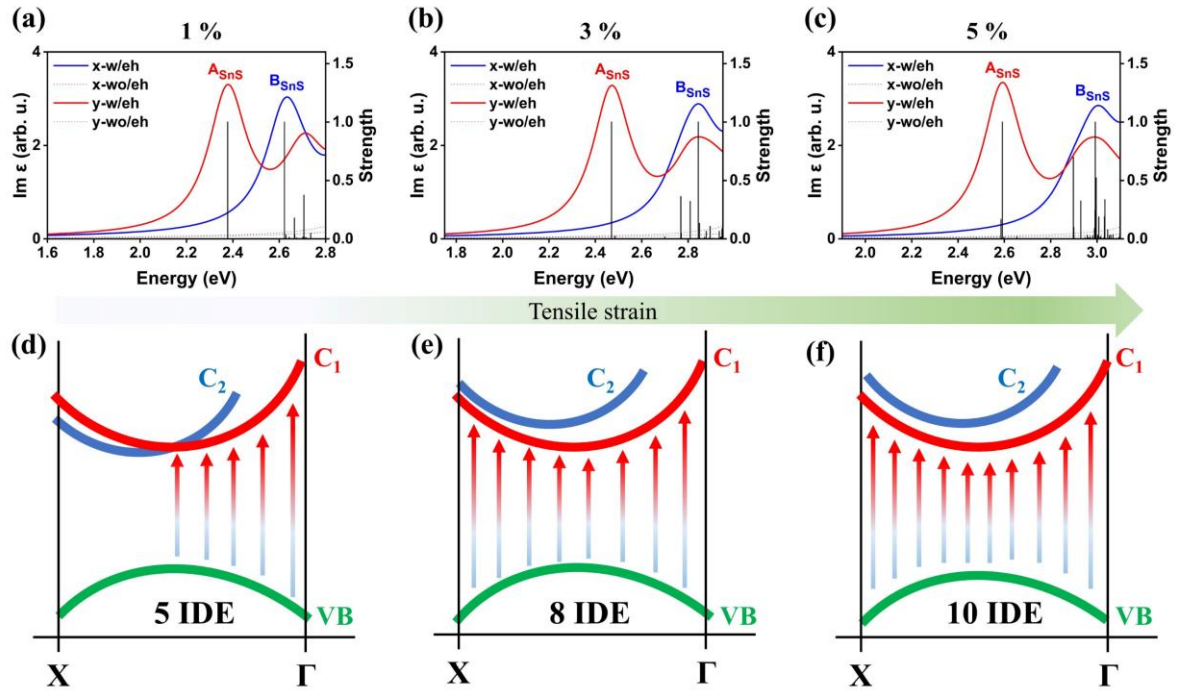 (a)
1 %
4
2
0
Im ε (arb. u.)
x-w/eh
x-wo/eh
y-w/eh
y-wo/eh
A_SnS
B_SnS
1.5
1.0
0.5
0.0
Strength
1.6 1.8 2.0 2.2 2.4 2.6 2.8
Energy (eV)
(b)
3 %
4
2
0
Im ε (arb. u.)
x-w/eh
x-wo/eh
y-w/eh
y-wo/eh
A_SnS
B_SnS
1.5
1.0
0.5
0.0
Strength
1.8 2.0 2.2 2.4 2.6 2.8
Energy (eV)
(c)
5 %
4
2
0
Im ε (arb. u.)
x-w/eh
x-wo/eh
y-w/eh
y-wo/eh
A_SnS
B_SnS
1.5
1.0
0.5
0.0
Strength
2.0 2.2 2.4 2.6 2.8 3.0
Energy (eV)
Tensile strain
(d)
C₂
C₁
5 IDE
VB
X
Γ
(e)
C₂
C₁
8 IDE
VB
X
Γ
(f)
C₂
C₁
10 IDE
VB
X
Γ